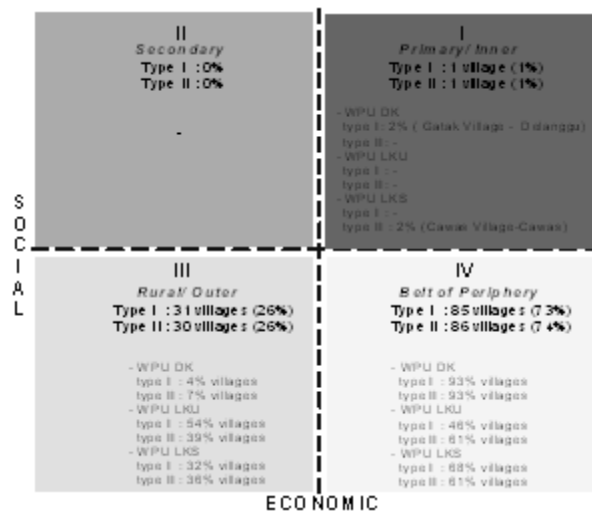 II
Secondary
Type I : 0%
Type II : 0%
-
I
Primary/ Inner
Type I : 1 village (1%)
Type II : 1 village (1%)
- WPU DK
type I : 2% ( Gatak Village - Delanggu)
type II : -
- WPU LKU
type I : -
type II : -
- WPU LKS
type I : -
type II : 2% (Cawas Village-Cawas)
SOCIAL
III
Rural/ Outer
Type I : 31 villages (26%)
Type II : 30 villages (26%)
- WPU DK
type I : 4% villages
type II : 7% villages
- WPU LKU
type I : 54% villages
type II : 39% villages
- WPU LKS
type I : 32% villages
type II : 36% villages
IV
Belt of Periphery
Type I : 85 villages (73%)
Type II : 86 villages (74%)
- WPU DK
type I : 93% villages
type II : 93% villages
- WPU LKU
type I : 46% villages
type II : 61% villages
- WPU LKS
type I : 68% villages
type II : 61% villages
ECONOMIC